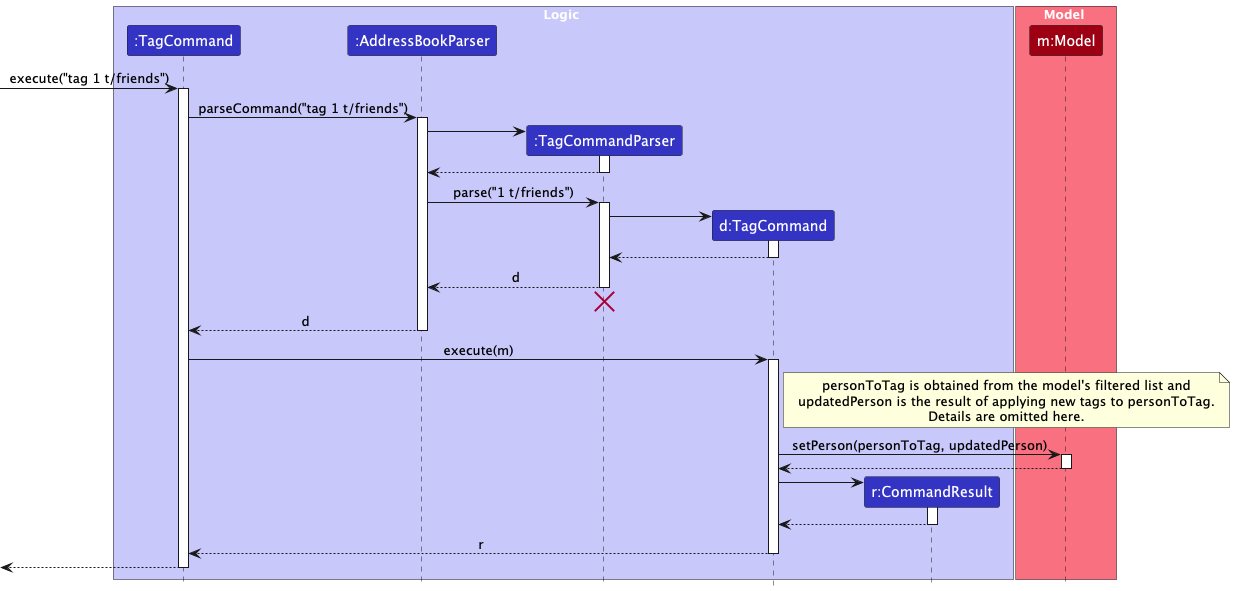 Logic
Model
:TagCommand
:AddressBookParser
m:Model
execute("tag 1 t/friends")
parseCommand("tag 1 t/friends")
:TagCommandParser
parse("1 t/friends")
d:TagCommand
d
d
execute(m)
personToTag is obtained from the model's filtered list and
updatedPerson is the result of applying new tags to personToTag.
Details are omitted here.
setPerson(personToTag, updatedPerson)
r:CommandResult
r